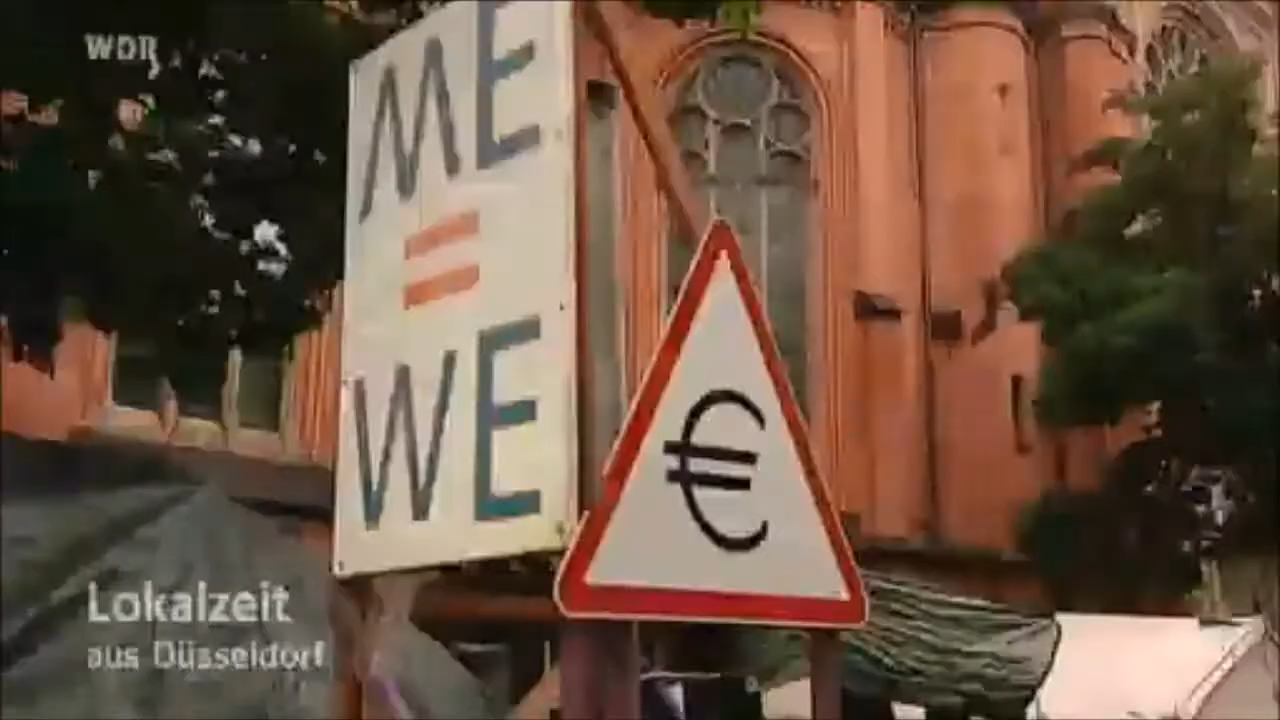 WDR
ME
=
WE
€
Lokalzeit
aus Düsseldorf